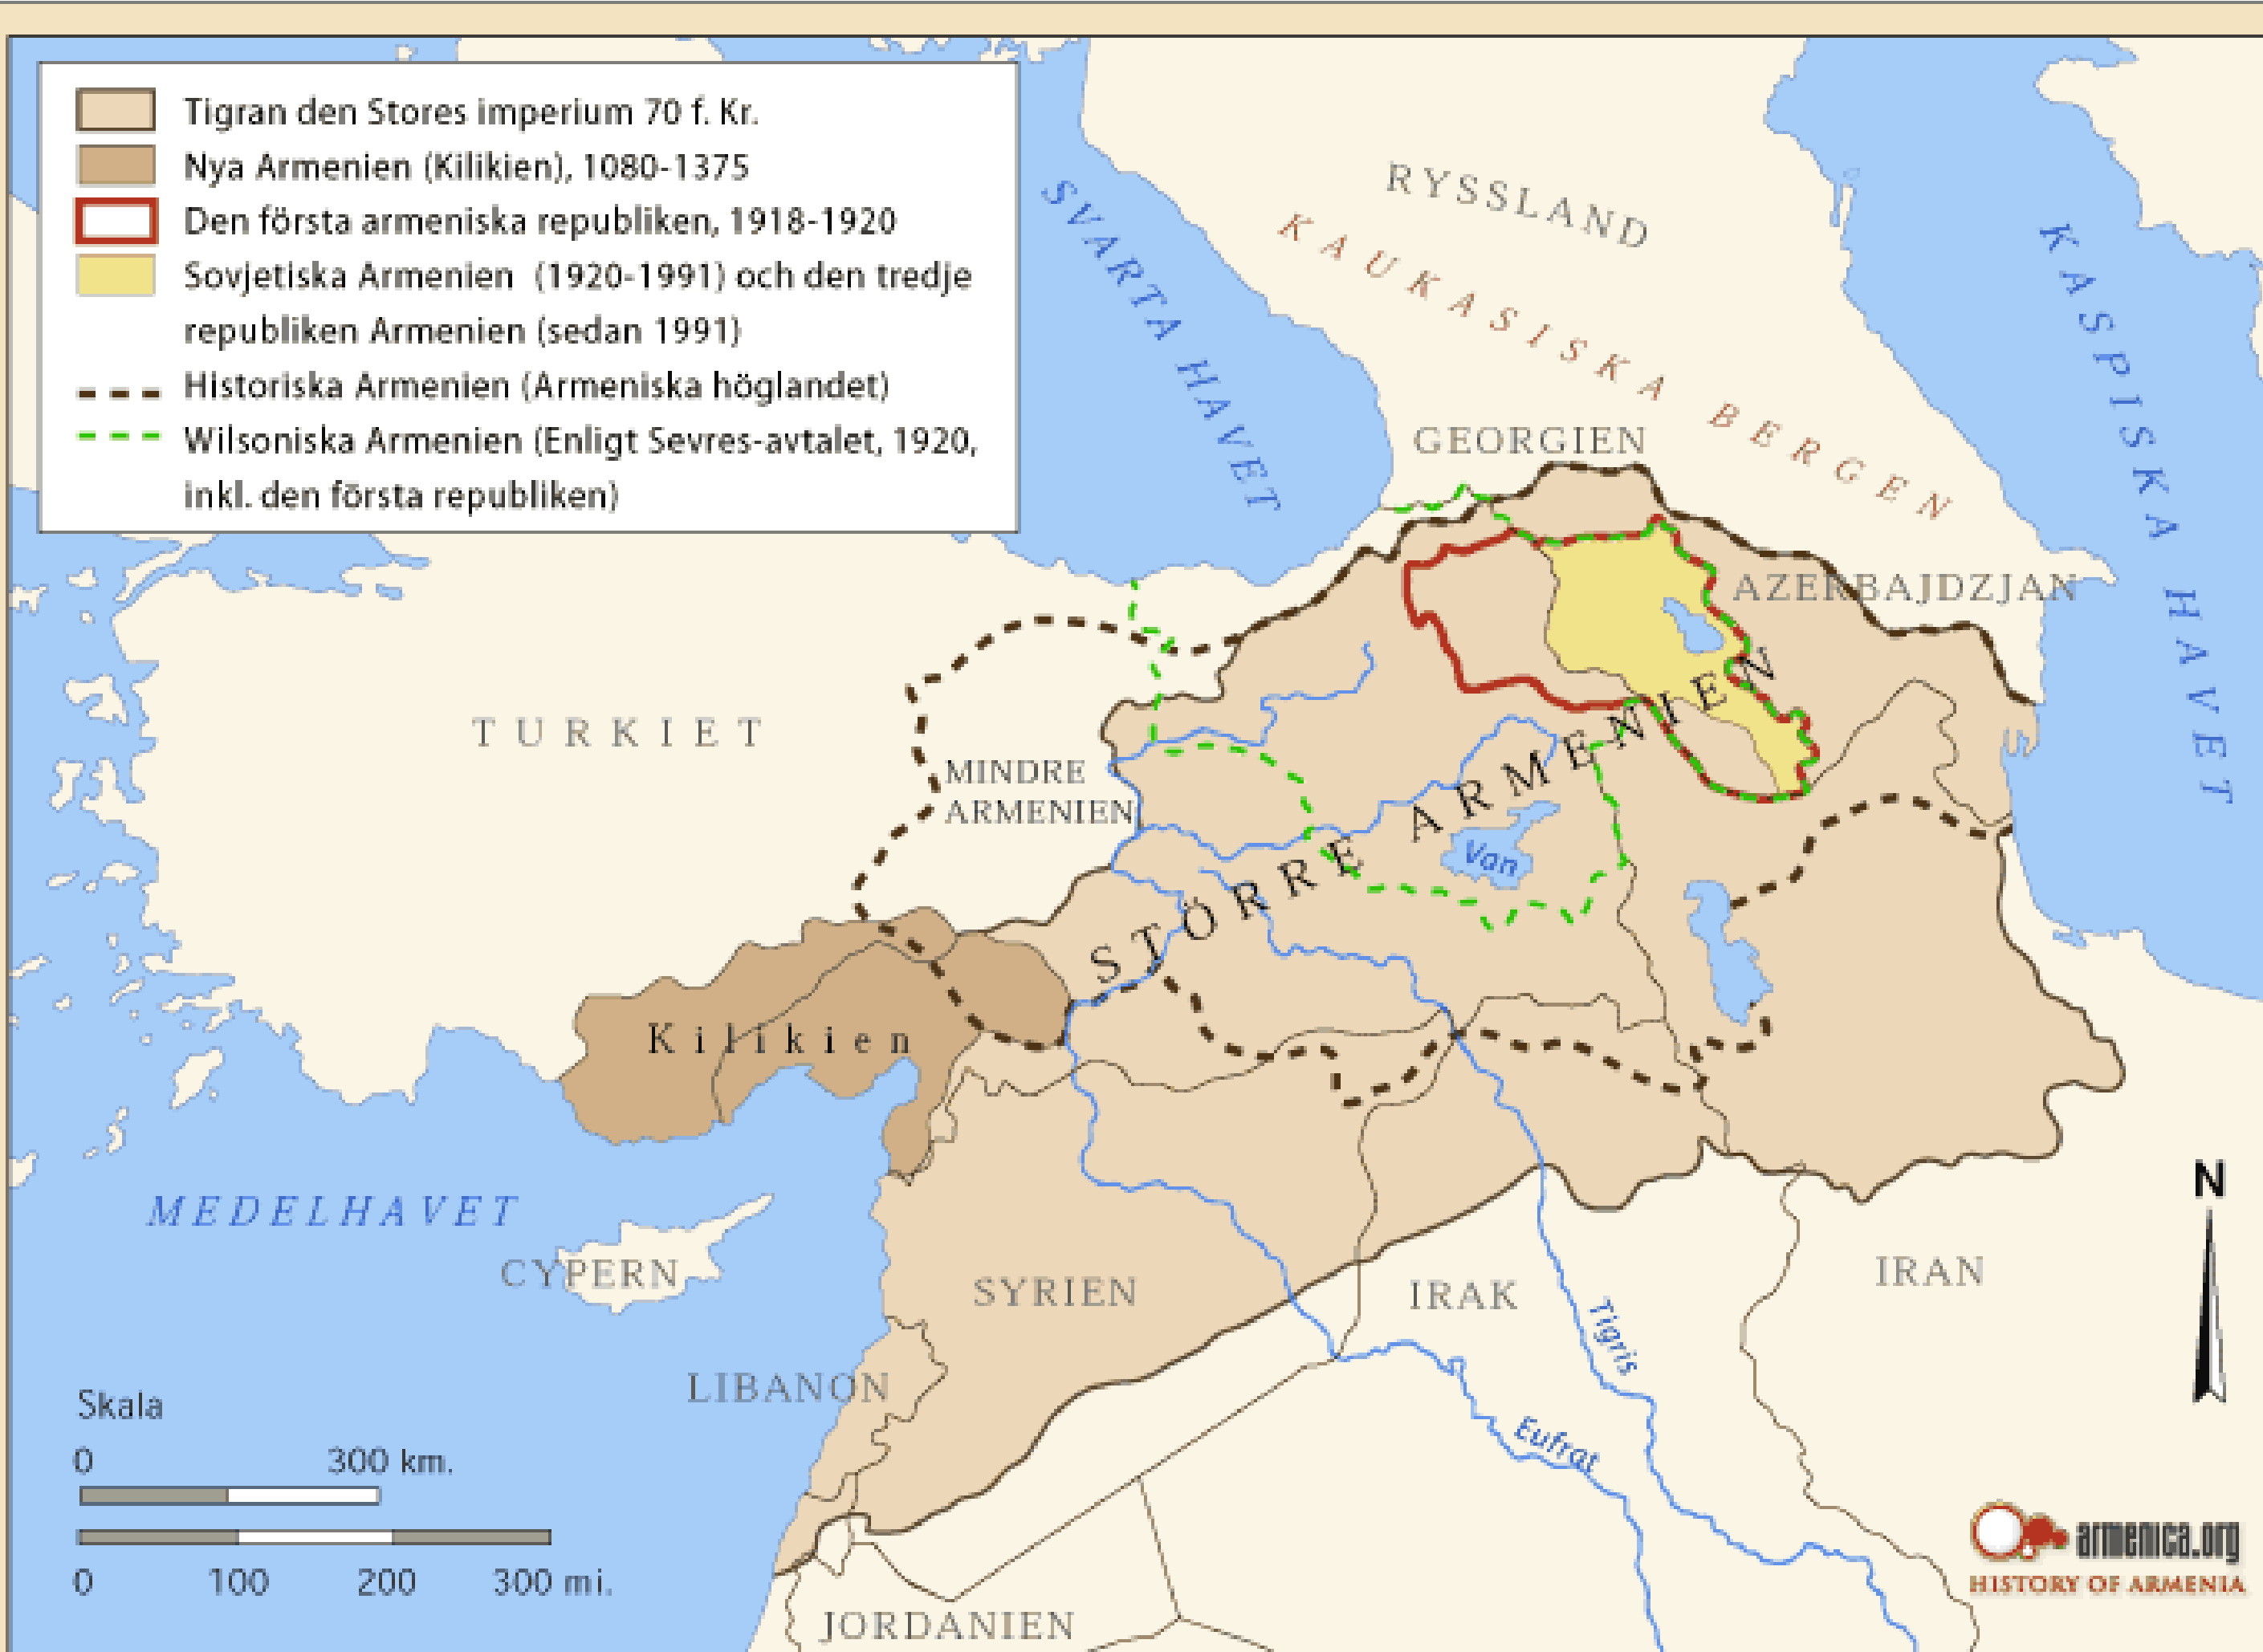 Tigran den Stores imperium 70 f. Kr.
Nya Armenien (Kilikien), 1080-1375
Den första armeniska republiken, 1918-1920
Sovjetiska Armenien (1920-1991) och den tredje
republiken Armenien (sedan 1991)
Historiska Armenien (Armeniska höglandet)
Wilsoniska Armenien (Enligt Sevres-avtalet, 1920,
inkl. den första republiken)
RYSSLAND
KAUKASISKA BERGEN
SVARTA HAVET
KASPISKA HAVET
GEORGIEN
AZERBAJDZJAN
TURKIET
MINDRE
ARMENIEN
STÖRRE ARMENIEN
Van
Kilikien
MEDELHAVET
CYPERN
SYRIEN
IRAK
IRAN
LIBANON
Tigris
Eufrat
JORDANIEN
N
Skala
0 300 km.
0 100 200 300 mi.
armenica.org
HISTORY OF ARMENIA